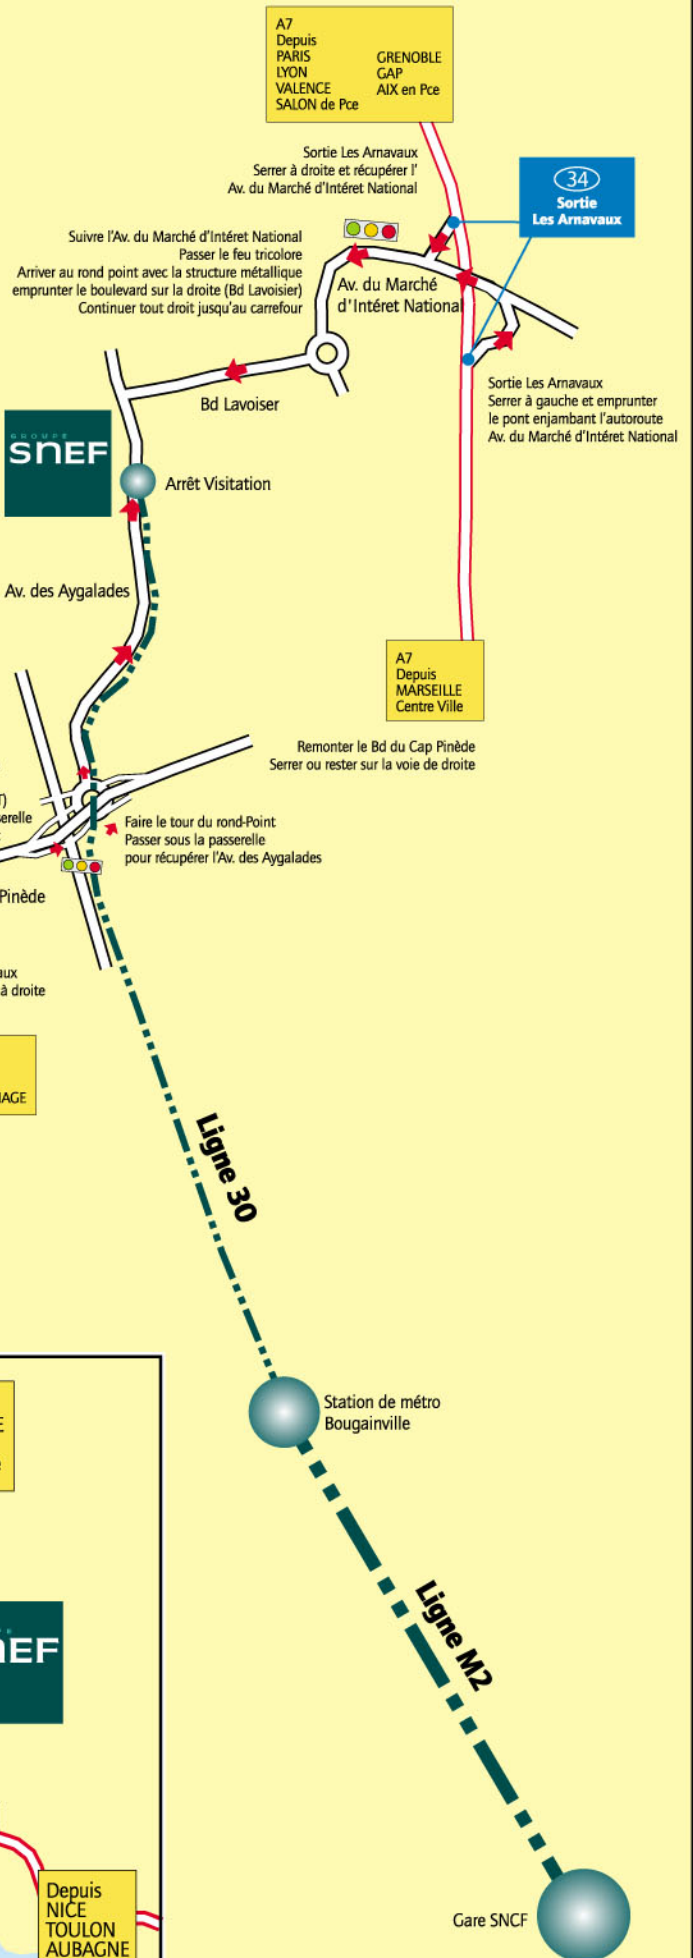 A7
Depuis
PARIS
LYON
VALENCE
SALON de Pce
GRENOBLE
GAP
AIX en Pce
Sortie Les Arnavaux
Serrer à droite et récupérer l'
Av. du Marché d'Intéret National
34
Sortie
Les Arnavaux
Suivre l'Av. du Marché d'Intéret National
Passer le feu tricolore
Arriver au rond point avec la structure métallique
emprunter le boulevard sur la droite (Bd Lavoisier)
Continuer tout droit jusqu'au carrefour
Av. du Marché
d'Intéret National
Bd Lavoiser
Sortie Les Arnavaux
Serrer à gauche et emprunter
le pont enjambant l'autoroute
Av. du Marché d'Intéret National
GROUPE
SNEF
Arrêt Visitation
Av. des Aygalades
A7
Depuis
MARSEILLE
Centre Ville
Remonter le Bd du Cap Pinède
Serrer ou rester sur la voie de droite
T)
serelle
Faire le tour du rond-Point
Passer sous la passerelle
pour récupérer l'Av. des Aygalades
Pinède
aux
à droite
AGE
Ligne 30
Station de métro
Bougainville
EF
Ligne M2
Gare SNCF
Depuis
NICE
TOULON
AUBAGNE